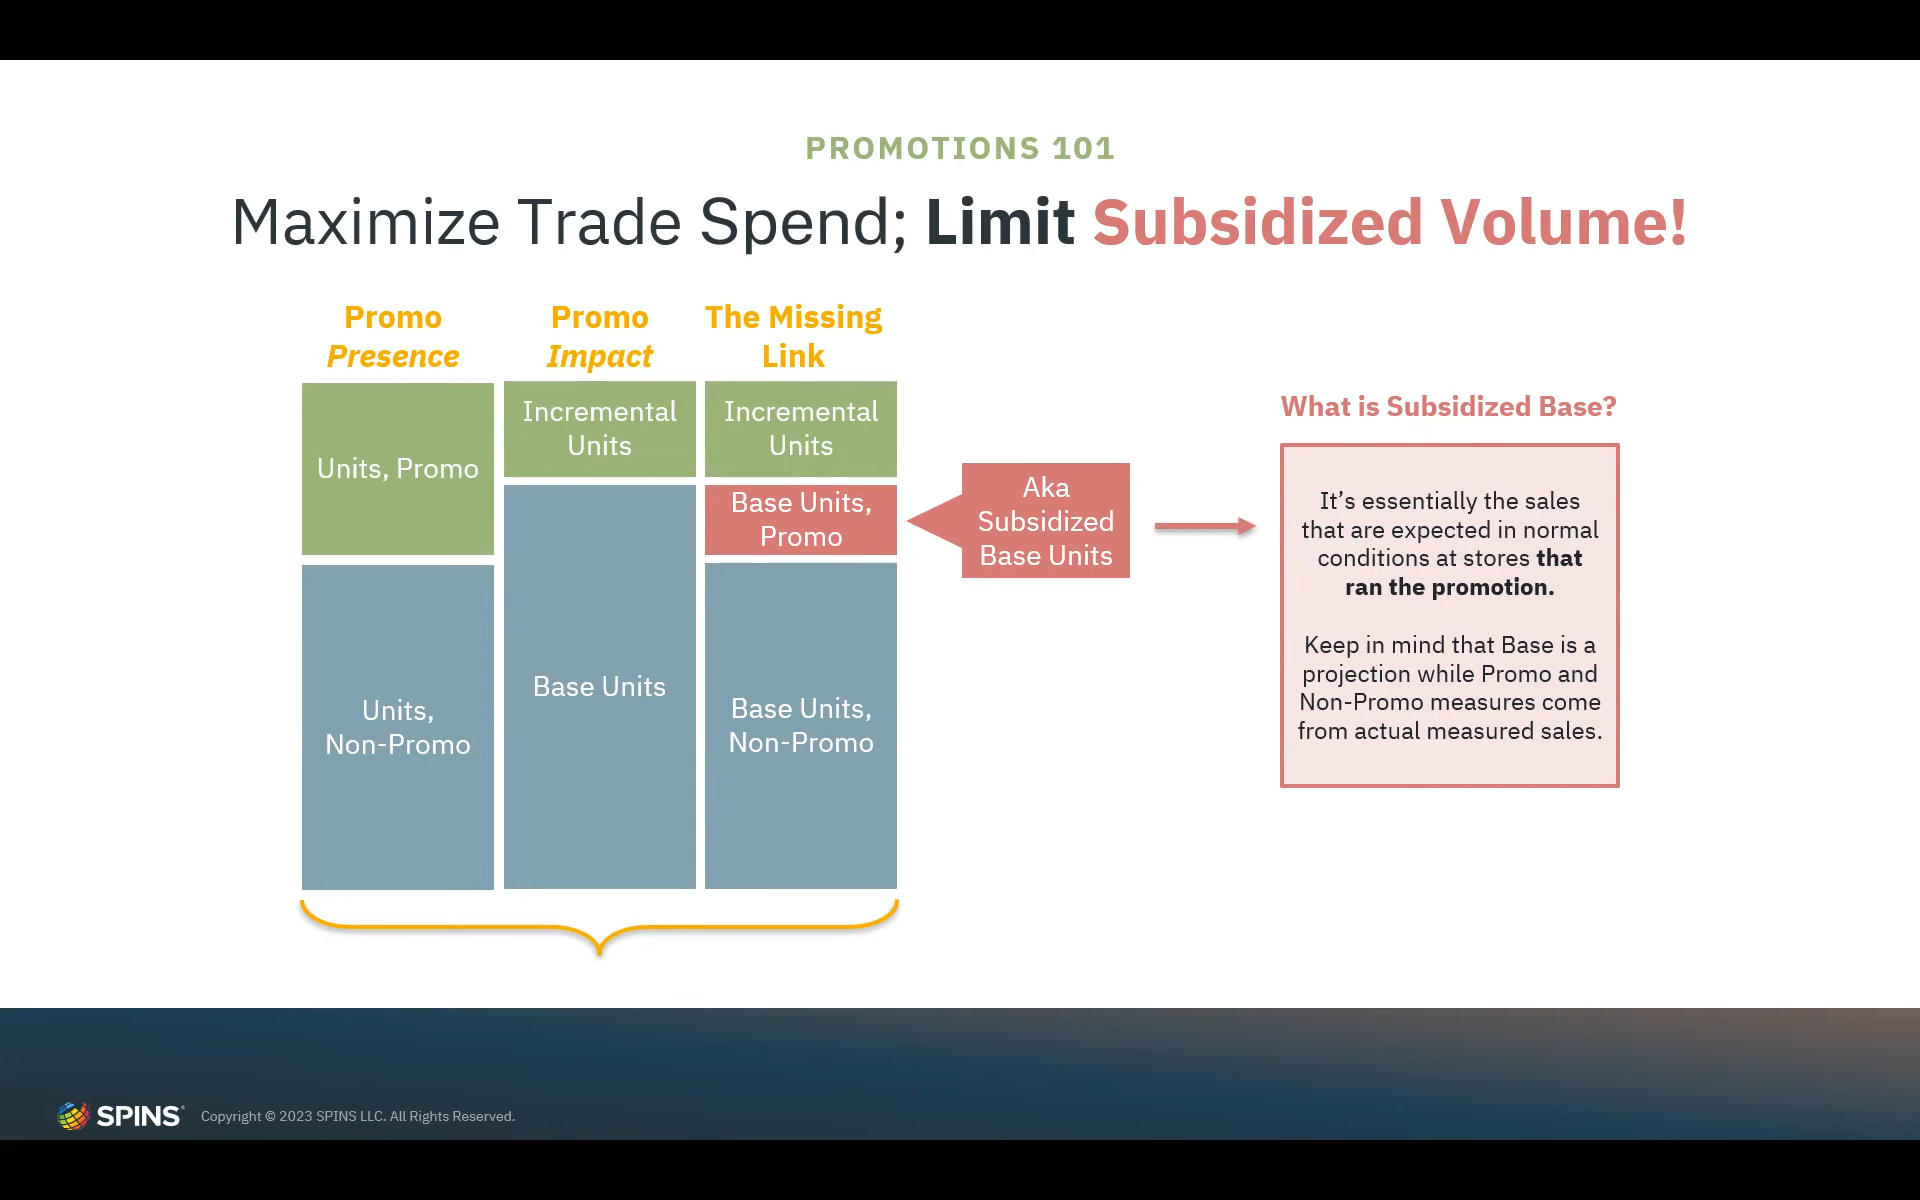 PROMOTIONS 101
Maximize Trade Spend; Limit Subsidized Volume!
Promo
Presence
Units, Promo
Units,
Non-Promo
Promo
Impact
Incremental
Units
Base Units
The Missing
Link
Incremental
Units
Base Units,
Promo
Base Units,
Non-Promo
Aka
Subsidized
Base Units
What is Subsidized Base?
It’s essentially the sales
that are expected in normal
conditions at stores that
ran the promotion.
Keep in mind that Base is a
projection while Promo and
Non-Promo measures come
from actual measured sales.
SPINS
Copyright © 2023 SPINS LLC. All Rights Reserved.